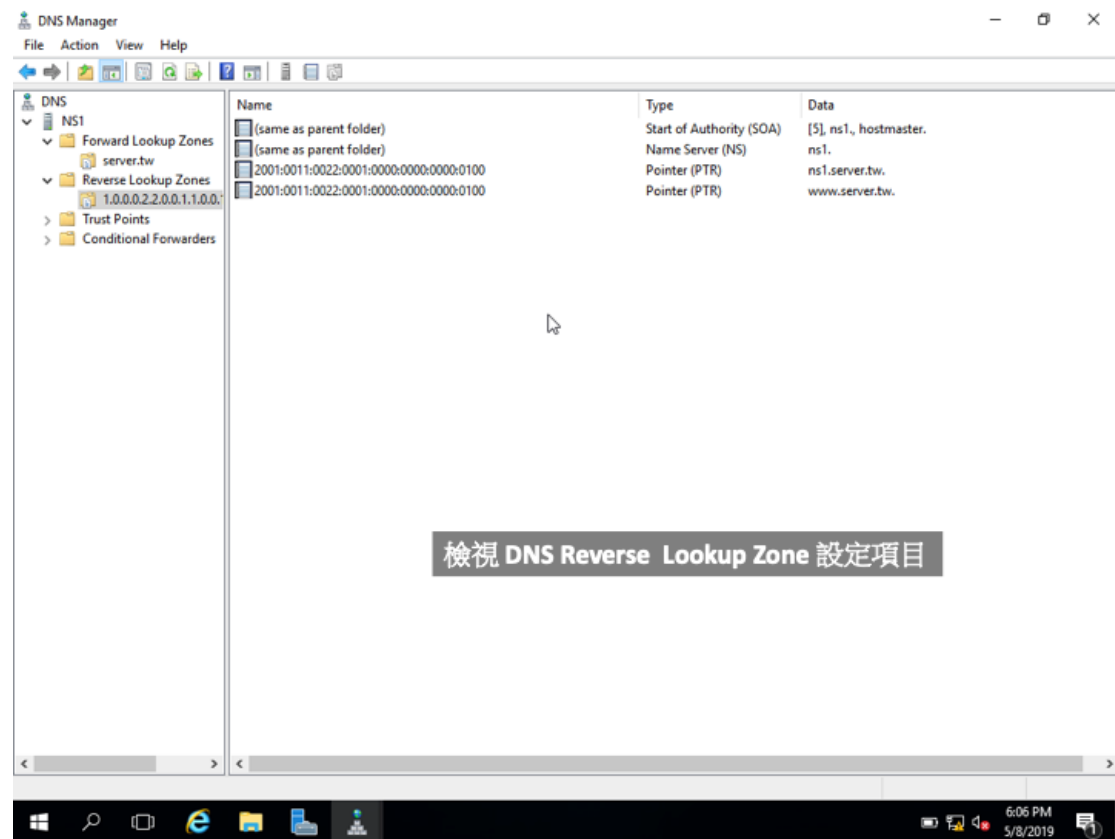 DNS Manager
File Action View Help
DNS
NS1
Forward Lookup Zones
server.tw
Reverse Lookup Zones
1.0.0.0.2.2.0.0.1.1.0.0.
Trust Points
Conditional Forwarders
Name Type Data
(same as parent folder) Start of Authority (SOA) [5], ns1., hostmaster.
(same as parent folder) Name Server (NS) ns1.
2001:0011:0022:0001:0000:0000:0000:0100 Pointer (PTR) ns1.server.tw.
2001:0011:0022:0001:0000:0000:0000:0100 Pointer (PTR) www.server.tw.
檢視 DNS Reverse Lookup Zone 設定項目
6:06 PM
5/8/2019
1